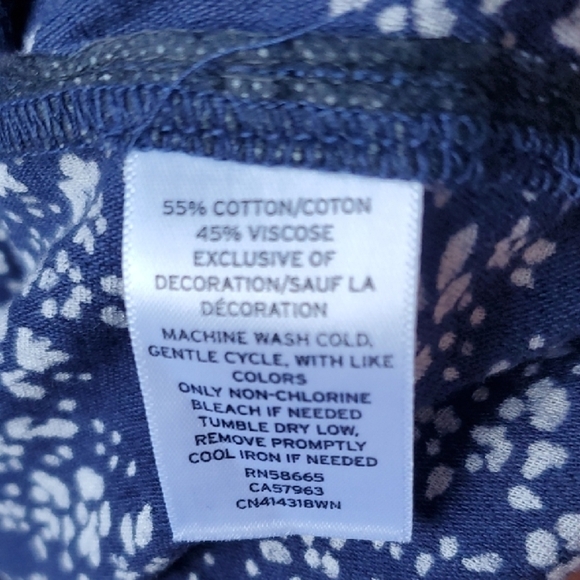 55% COTTON/COTON
45% VISCOSE
EXCLUSIVE OF
DECORATION/SAUF LA
DÉCORATION
MACHINE WASH COLD,
GENTLE CYCLE, WITH LIKE
COLORS
ONLY NON-CHLORINE
BLEACH IF NEEDED
TUMBLE DRY LOW,
REMOVE PROMPTLY
COOL IRON IF NEEDED
RN58665
CA57963
CN414318WN